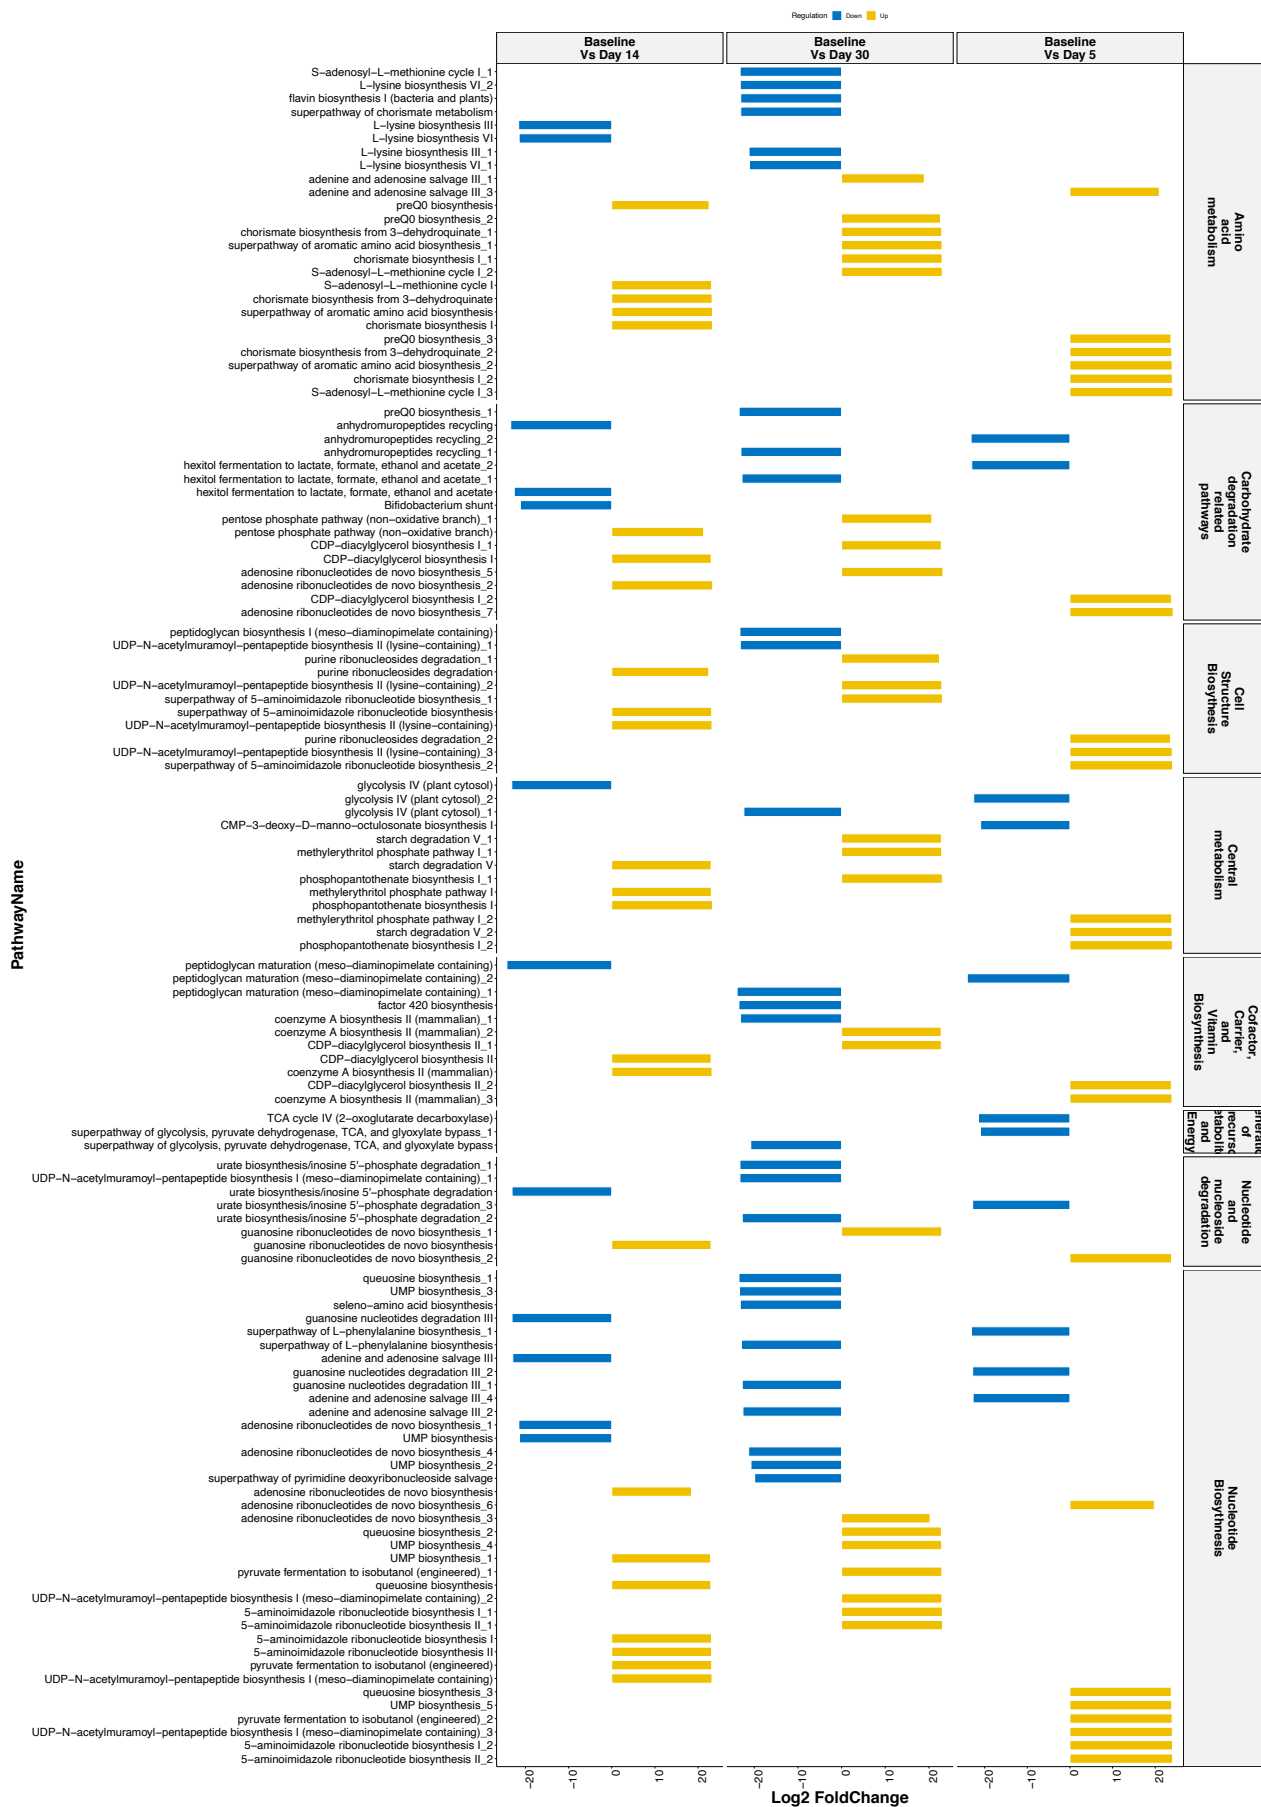 Regulation Down Up
Baseline
Vs Day 14
Baseline
Vs Day 30
Baseline
Vs Day 5
PathwayName
S−adenosyl−L−methionine cycle I_1
L−lysine biosynthesis VI_2
flavin biosynthesis I (bacteria and plants)
superpathway of chorismate metabolism
L−lysine biosynthesis III
L−lysine biosynthesis VI
L−lysine biosynthesis III_1
L−lysine biosynthesis VI_1
adenine and adenosine salvage III_1
adenine and adenosine salvage III_3
preQ0 biosynthesis
preQ0 biosynthesis_2
chorismate biosynthesis from 3−dehydroquinate_1
superpathway of aromatic amino acid biosynthesis_1
chorismate biosynthesis I_1
S−adenosyl−L−methionine cycle I_2
S−adenosyl−L−methionine cycle I
chorismate biosynthesis from 3−dehydroquinate
superpathway of aromatic amino acid biosynthesis
chorismate biosynthesis I
preQ0 biosynthesis_3
chorismate biosynthesis from 3−dehydroquinate_2
superpathway of aromatic amino acid biosynthesis_2
chorismate biosynthesis I_2
S−adenosyl−L−methionine cycle I_3
Amino
acid
metabolism
preQ0 biosynthesis_1
anhydromuropeptides recycling
anhydromuropeptides recycling_2
anhydromuropeptides recycling_1
hexitol fermentation to lactate, formate, ethanol and acetate_2
hexitol fermentation to lactate, formate, ethanol and acetate_1
hexitol fermentation to lactate, formate, ethanol and acetate
Bifidobacterium shunt
pentose phosphate pathway (non−oxidative branch)_1
pentose phosphate pathway (non−oxidative branch)
CDP−diacylglycerol biosynthesis I_1
CDP−diacylglycerol biosynthesis I
adenosine ribonucleotides de novo biosynthesis_5
adenosine ribonucleotides de novo biosynthesis_2
CDP−diacylglycerol biosynthesis I_2
adenosine ribonucleotides de novo biosynthesis_7
Carbohydrate
degradation
related
pathways
peptidoglycan biosynthesis I (meso−diaminopimelate containing)
UDP−N−acetylmuramoyl−pentapeptide biosynthesis II (lysine−containing)_1
purine ribonucleosides degradation_1
purine ribonucleosides degradation
UDP−N−acetylmuramoyl−pentapeptide biosynthesis II (lysine−containing)_2
superpathway of 5−aminoimidazole ribonucleotide biosynthesis_1
superpathway of 5−aminoimidazole ribonucleotide biosynthesis
UDP−N−acetylmuramoyl−pentapeptide biosynthesis II (lysine−containing)
purine ribonucleosides degradation_2
UDP−N−acetylmuramoyl−pentapeptide biosynthesis II (lysine−containing)_3
superpathway of 5−aminoimidazole ribonucleotide biosynthesis_2
Cell
Structure
Biosythesis
glycolysis IV (plant cytosol)
glycolysis IV (plant cytosol)_2
glycolysis IV (plant cytosol)_1
CMP−3−deoxy−D−manno−octulosonate biosynthesis I
starch degradation V_1
methylerythritol phosphate pathway I_1
starch degradation V
phosphopantothenate biosynthesis I_1
methylerythritol phosphate pathway I
phosphopantothenate biosynthesis I
methylerythritol phosphate pathway I_2
starch degradation V_2
phosphopantothenate biosynthesis I_2
Central
metabolism
peptidoglycan maturation (meso−diaminopimelate containing)
peptidoglycan maturation (meso−diaminopimelate containing)_2
peptidoglycan maturation (meso−diaminopimelate containing)_1
factor 420 biosynthesis
coenzyme A biosynthesis II (mammalian)_1
coenzyme A biosynthesis II (mammalian)_2
CDP−diacylglycerol biosynthesis II_1
CDP−diacylglycerol biosynthesis II
coenzyme A biosynthesis II (mammalian)
CDP−diacylglycerol biosynthesis II_2
coenzyme A biosynthesis II (mammalian)_3
Cofactor,
Carrier,
and
Vitamin
Biosynthesis
TCA cycle IV (2−oxoglutarate decarboxylase)
superpathway of glycolysis, pyruvate dehydrogenase, TCA, and glyoxylate bypass_1
superpathway of glycolysis, pyruvate dehydrogenase, TCA, and glyoxylate bypass
of
and
Energy
urate biosynthesis/inosine 5'−phosphate degradation_1
UDP−N−acetylmuramoyl−pentapeptide biosynthesis I (meso−diaminopimelate containing)_1
urate biosynthesis/inosine 5'−phosphate degradation
urate biosynthesis/inosine 5'−phosphate degradation_3
urate biosynthesis/inosine 5'−phosphate degradation_2
guanosine ribonucleotides de novo biosynthesis_1
guanosine ribonucleotides de novo biosynthesis
guanosine ribonucleotides de novo biosynthesis_2
Nucleotide
and
nucleoside
degradation
queuosine biosynthesis_1
UMP biosynthesis_3
seleno−amino acid biosynthesis
guanosine nucleotides degradation III
superpathway of L−phenylalanine biosynthesis_1
superpathway of L−phenylalanine biosynthesis
adenine and adenosine salvage III
guanosine nucleotides degradation III_2
guanosine nucleotides degradation III_1
adenine and adenosine salvage III_4
adenine and adenosine salvage III_2
adenosine ribonucleotides de novo biosynthesis_1
UMP biosynthesis
adenosine ribonucleotides de novo biosynthesis_4
UMP biosynthesis_2
superpathway of pyrimidine deoxyribonucleoside salvage
adenosine ribonucleotides de novo biosynthesis
adenosine ribonucleotides de novo biosynthesis_6
adenosine ribonucleotides de novo biosynthesis_3
queuosine biosynthesis_2
UMP biosynthesis_4
UMP biosynthesis_1
pyruvate fermentation to isobutanol (engineered)_1
queuosine biosynthesis
UDP−N−acetylmuramoyl−pentapeptide biosynthesis I (meso−diaminopimelate containing)_2
5−aminoimidazole ribonucleotide biosynthesis I_1
5−aminoimidazole ribonucleotide biosynthesis II_1
5−aminoimidazole ribonucleotide biosynthesis I
5−aminoimidazole ribonucleotide biosynthesis II
pyruvate fermentation to isobutanol (engineered)
UDP−N−acetylmuramoyl−pentapeptide biosynthesis I (meso−diaminopimelate containing)
queuosine biosynthesis_3
UMP biosynthesis_5
pyruvate fermentation to isobutanol (engineered)_2
UDP−N−acetylmuramoyl−pentapeptide biosynthesis I (meso−diaminopimelate containing)_3
5−aminoimidazole ribonucleotide biosynthesis I_2
5−aminoimidazole ribonucleotide biosynthesis II_2
Nucleotide
Biosythnesis
−20 −10 0 10 20 −20 −10 0 10 20 −20 −10 0 10 20
Log2 FoldChange